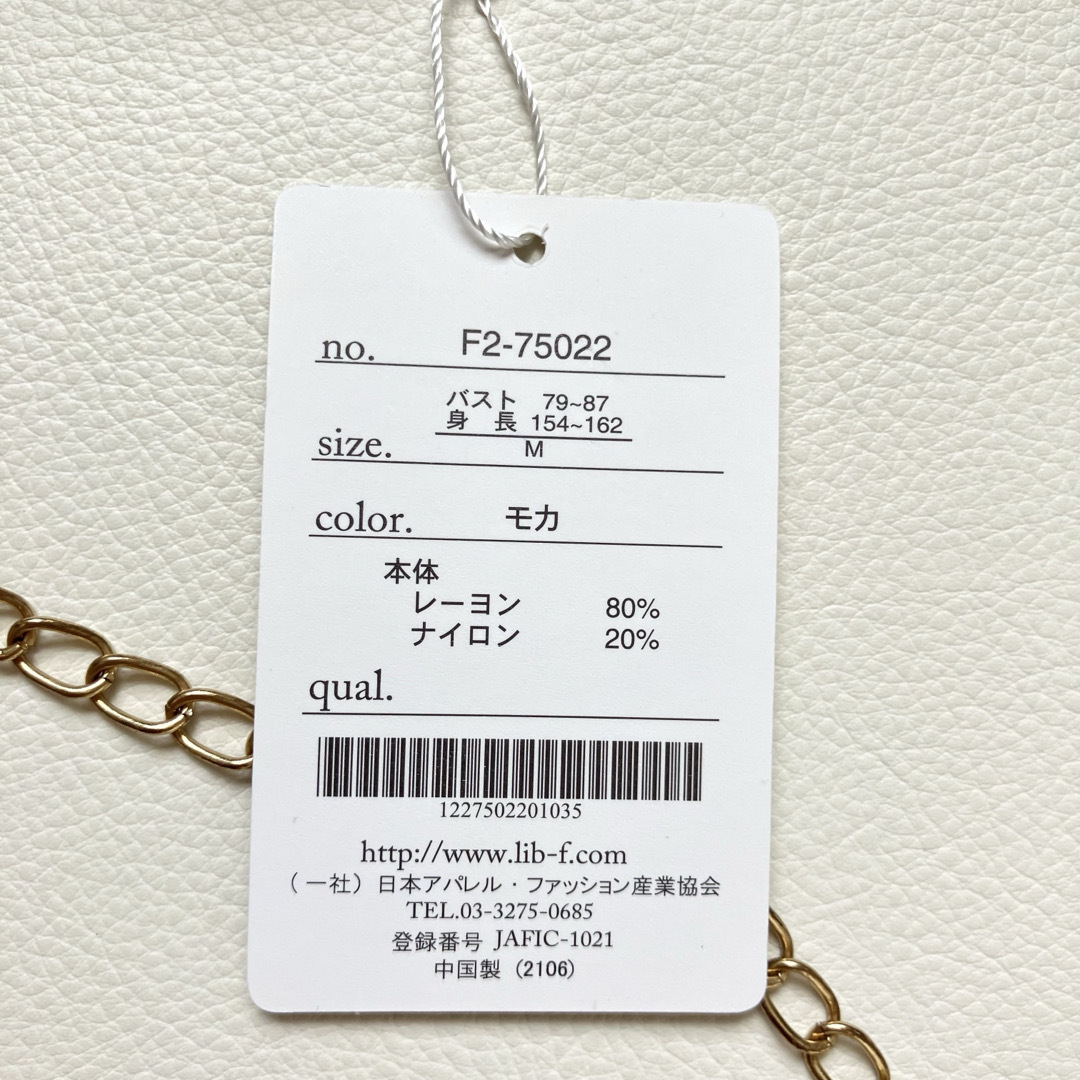 no. F2-75022
バスト 79~87
身 長 154~162
size. M
color. モカ
本体
レーヨン 80%
ナイロン 20%
qual.
1227502201035
http://www.lib-f.com
(一社) 日本アパレル・ファッション産業協会
TEL.03-3275-0685
登録番号 JAFIC-1021
中国製 (2106)